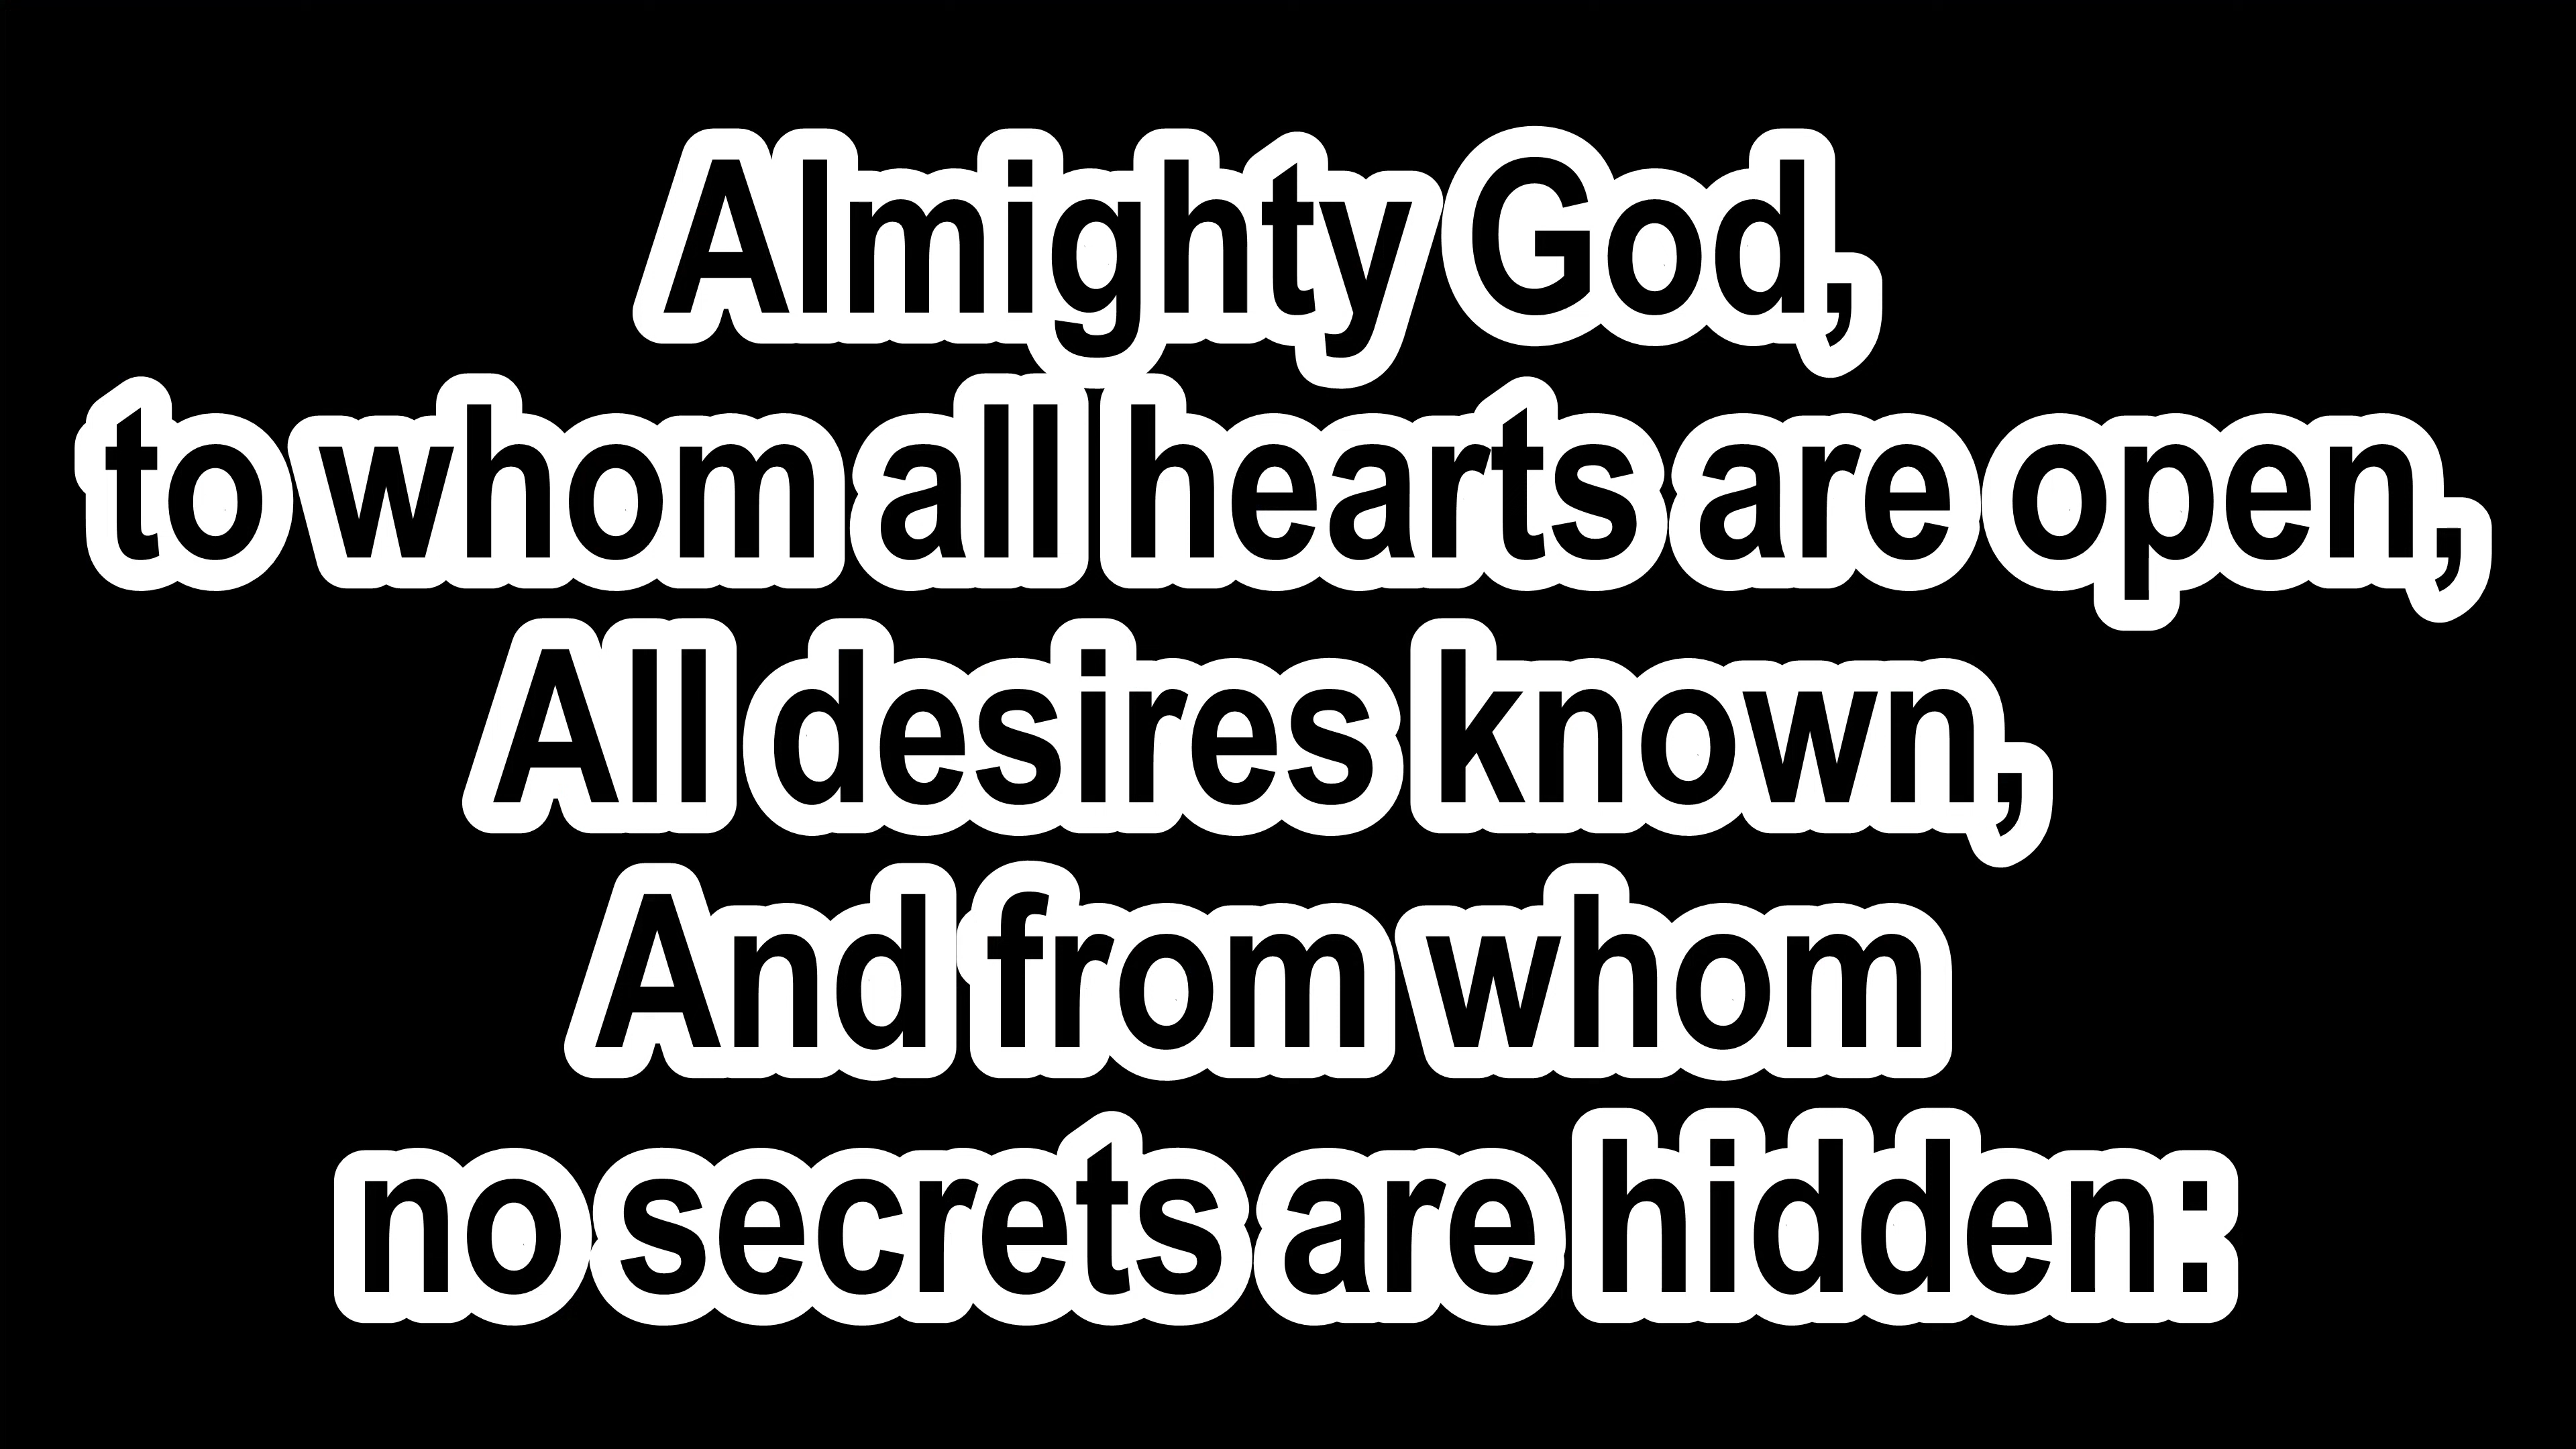 Almighty God,
to whom all hearts are open,
All desires known,
And from whom
no secrets are hidden: